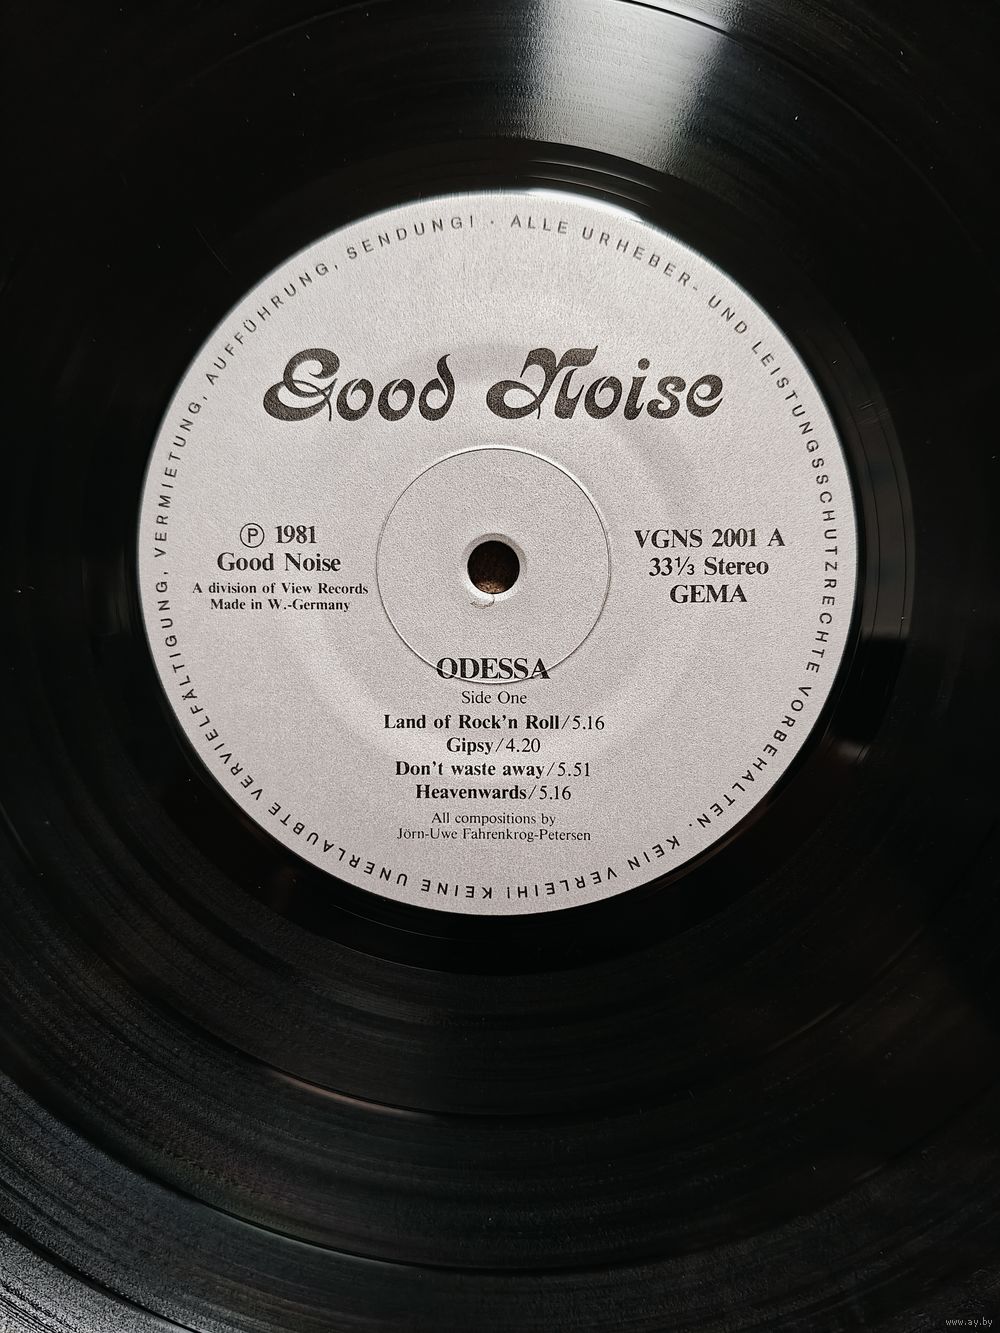 ALLE URHEBER- UND LEISTUNGSSCHUTZRECHTE VORBEHALTEN. KEIN VERLEIH! KEINE UNERLAUBTE VERVIELFÄLTIGUNG, VERMIETUNG, AUFFÜHRUNG, SENDUNG! ·
Good Noise
Ⓟ 1981
Good Noise
A division of View Records
Made in W.-Germany
VGNS 2001 A
33⅓ Stereo
GEMA
ODESSA
Side One
Land of Rock'n Roll/5.16
Gipsy/4.20
Don't waste away/5.51
Heavenwards/5.16
All compositions by
Jörn-Uwe Fahrenkrog-Petersen
www.ay.by